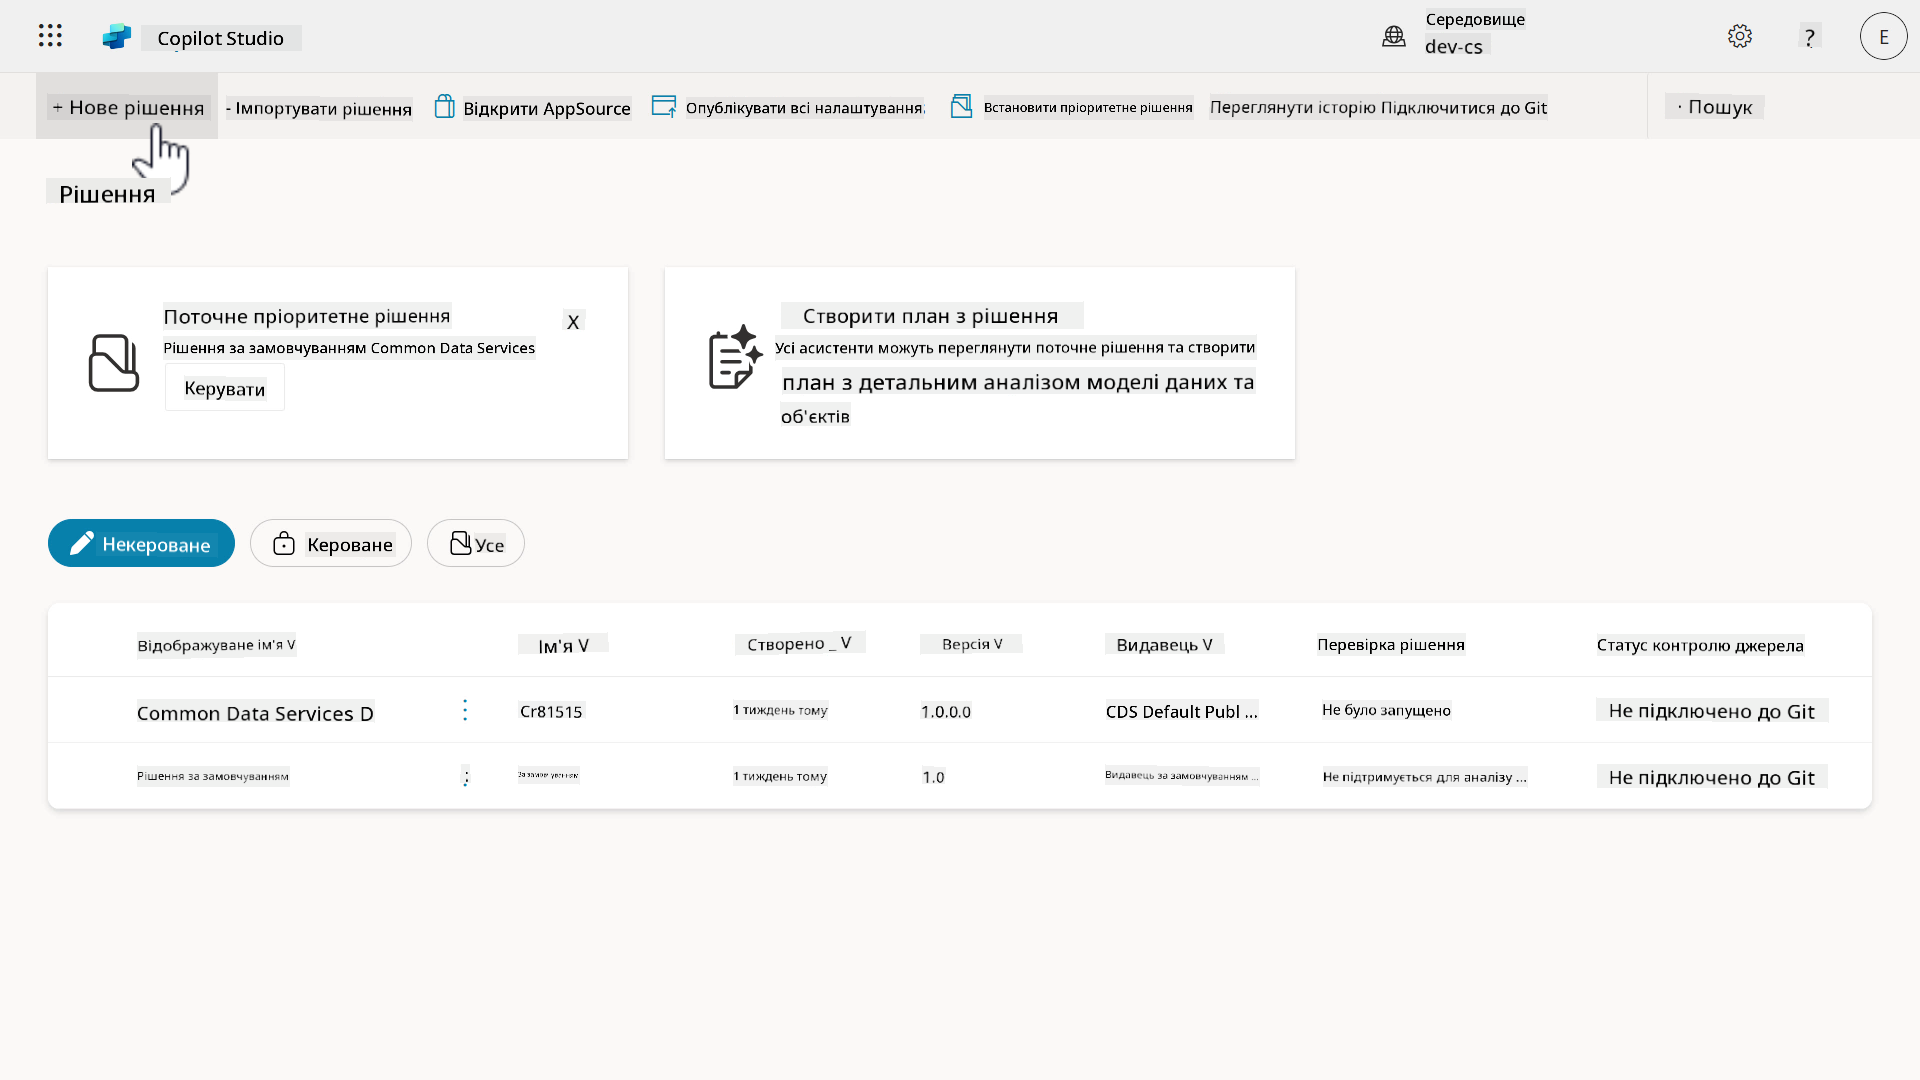 Copilot Studio
Середовище
dev-cs
?
E
+ Нове рішення
- Імпортувати рішення
Відкрити AppSource
Опублікувати всі налаштування
Встановити пріоритетне рішення
Переглянути історію Підключитися до Git
· Пошук
Рішення
Поточне пріоритетне рішення
X
Рішення за замовчуванням Common Data Services
Керувати
Створити план з рішення
Усі асистенти можуть переглянути поточне рішення та створити
план з детальним аналізом моделі даних та
об'єктів
Некероване
Кероване
Усе
Відображуване ім'я V
Ім'я V
Створено _ V
Версія V
Видавець V
Перевірка рішення
Статус контролю джерела
Common Data Services D
Cr81515
1 тиждень тому
1.0.0.0
CDS Default Publ ...
Не було запущено
Не підключено до Git
Рішення за замовчуванням
За замовчуванням
1 тиждень тому
1.0
Видавець за замовчуванням ...
Не підтримується для аналізу ...
Не підключено до Git